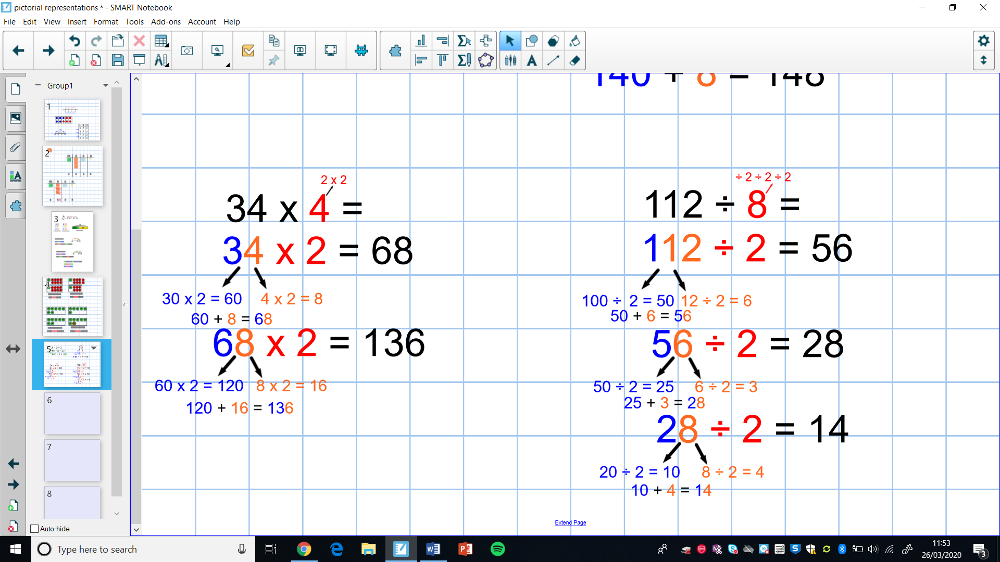 pictorial representations * - SMART Notebook
File Edit View Insert Format Tools Add-ons Account Help
Group1
1
2
3
4
5
6
7
8
Auto-hide
140 + 8 = 148
2 x 2
34 x 4 =
34 x 2 = 68
30 x 2 = 60 4 x 2 = 8
60 + 8 = 68
68 x 2 = 136
60 x 2 = 120 8 x 2 = 16
120 + 16 = 136
÷ 2 ÷ 2 ÷ 2
112 ÷ 8 =
112 ÷ 2 = 56
100 ÷ 2 = 50 12 ÷ 2 = 6
50 + 6 = 56
56 ÷ 2 = 28
50 ÷ 2 = 25 6 ÷ 2 = 3
25 + 3 = 28
28 ÷ 2 = 14
20 ÷ 2 = 10 8 ÷ 2 = 4
10 + 4 = 14
Extend Page
Type here to search
11:53
26/03/2020
3